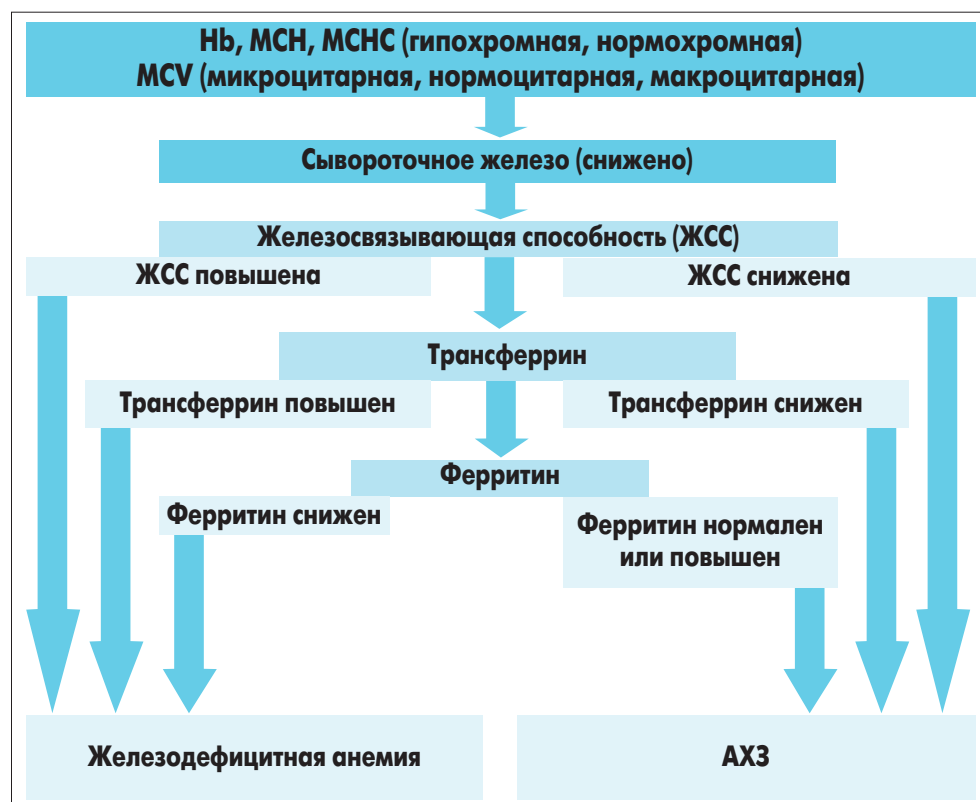 Hb, MCH, MCHC (гипохромная, нормохромная)
MCV (микроцитарная, нормоцитарная, макроцитарная)
Сывороточное железо (снижено)
Железосвязывающая способность (ЖСС)
ЖСС повышена
ЖСС снижена
Трансферрин
Трансферрин повышен
Трансферрин снижен
Ферритин
Ферритин снижен
Ферритин нормален
или повышен
Железодефицитная анемия
АХЗ